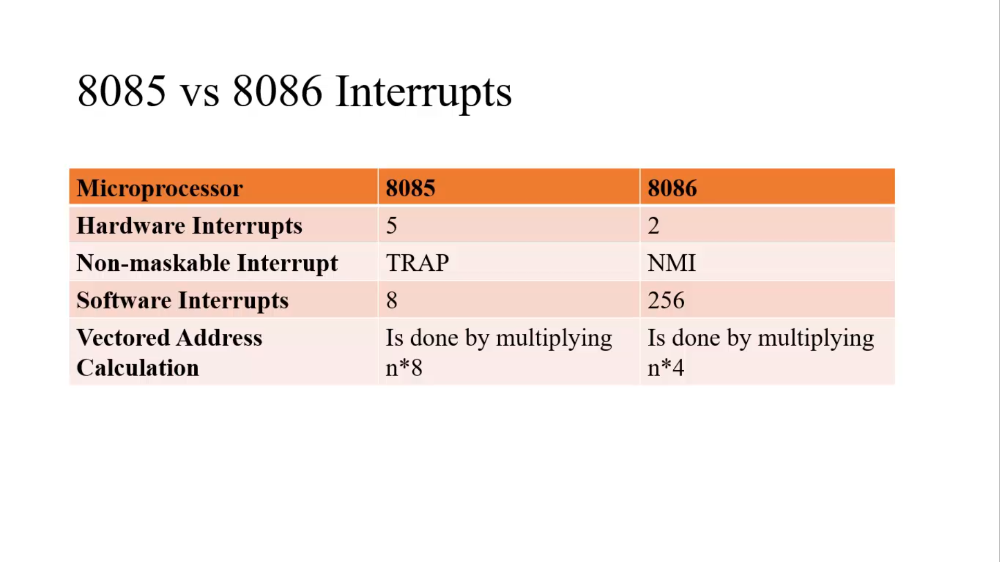 8085 vs 8086 Interrupts
Microprocessor 8085 8086
Hardware Interrupts 5 2
Non-maskable Interrupt TRAP NMI
Software Interrupts 8 256
Vectored Address Is done by multiplying Is done by multiplying
Calculation n*8 n*4